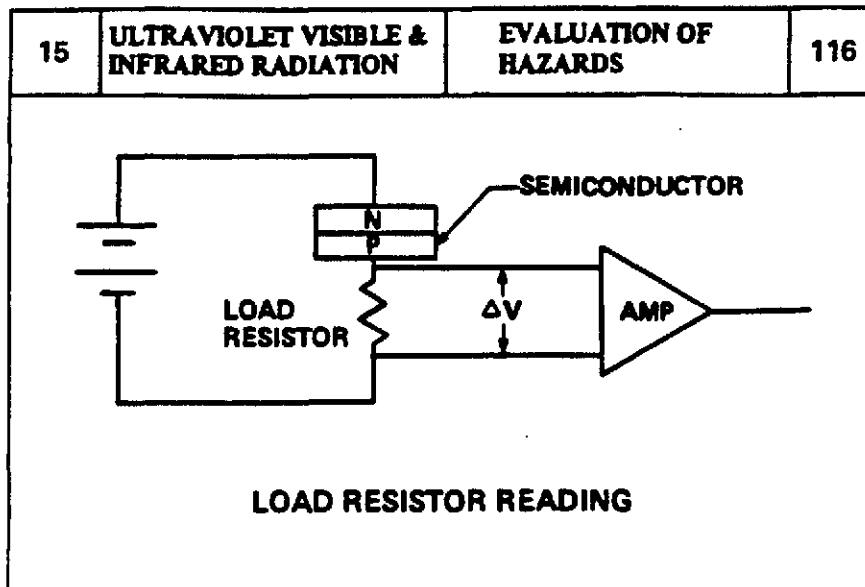 15
ULTRAVIOLET VISIBLE &
INFRARED RADIATION
EVALUATION OF
HAZARDS
116
SEMICONDUCTOR
N
P
LOAD
RESISTOR
ΔV
AMP
LOAD RESISTOR READING